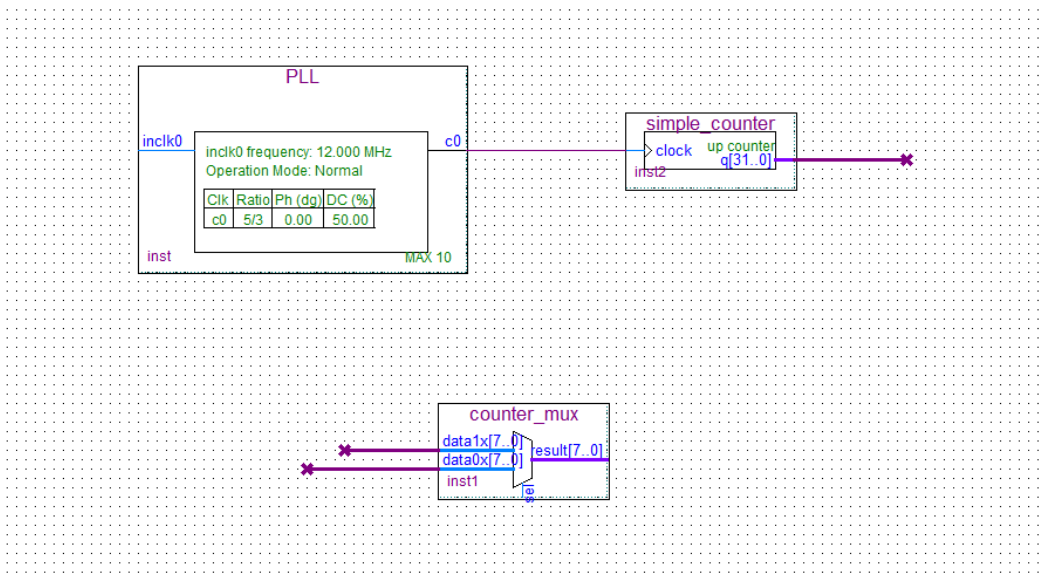 PLL
inclk0
c0
inclk0 frequency: 12.000 MHz
Operation Mode: Normal
Clk Ratio Ph (dg) DC (%)
c0 5/3 0.00 50.00
inst
MAX 10
simple_counter
clock
up counter
q[31..0]
inst2
counter_mux
data1x[7..0]
data0x[7..0]
result[7..0]
inst1
sel